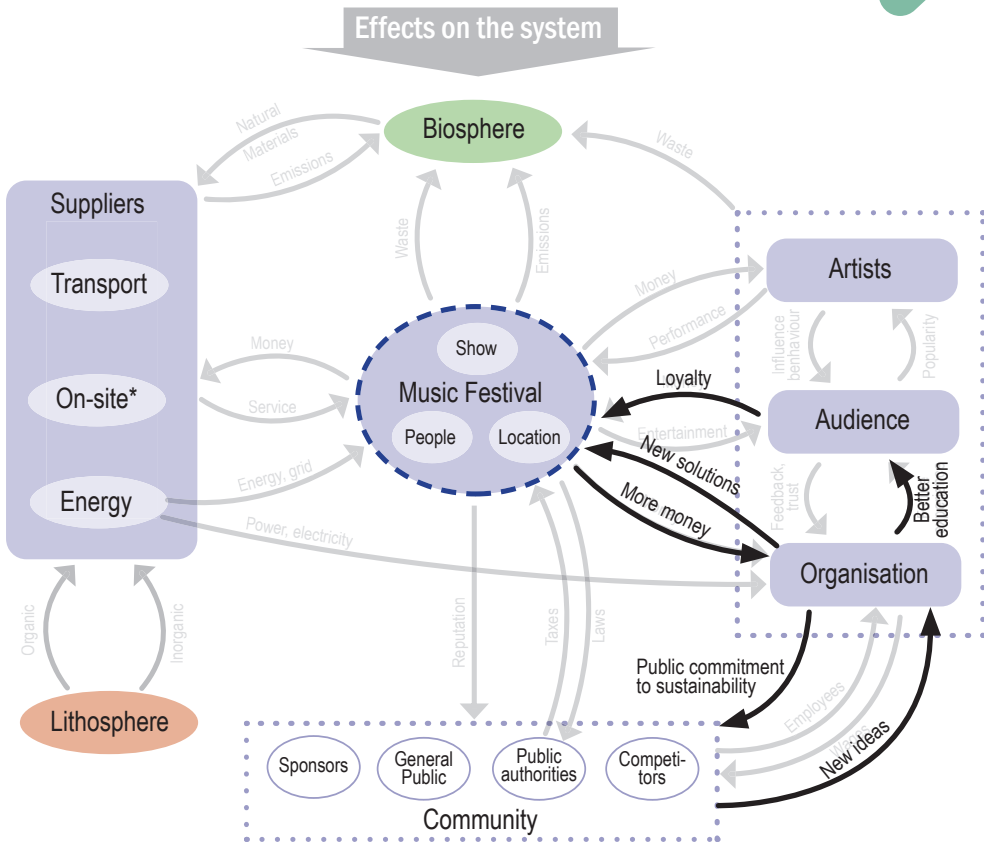 Effects on the system
Biosphere
Natural
Materials
Emissions
Waste
Suppliers
Transport
On-site*
Energy
Waste
Emissions
Artists
Money
Performance
Influence
benhaviour
Popularity
Show
Music Festival
People
Location
Money
Service
Loyalty
Audience
Entertainment
New solutions
More money
Feedback,
trust
Better
education
Energy, grid
Power, electricity
Organisation
Organic
Inorganic
Reputation
Taxes
Laws
Lithosphere
Public commitment
to sustainability
Employees
New ideas
Sponsors
General
Public
Public
authorities
Competi-
tors
Community